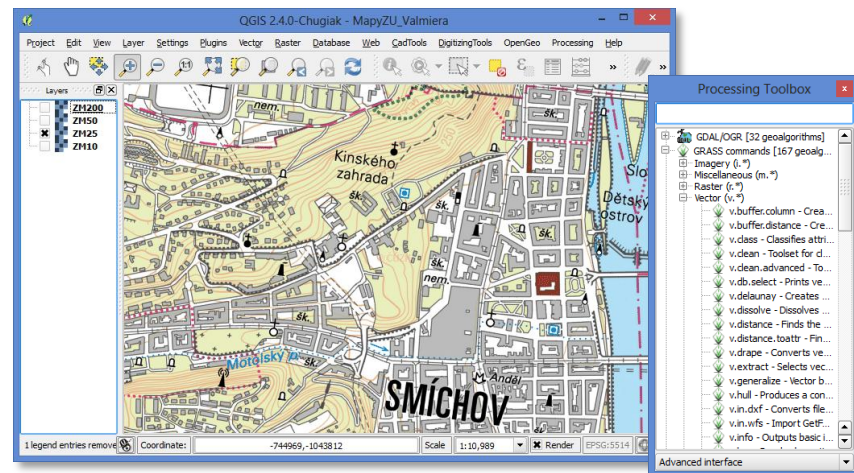 QGIS 2.4.0-Chugiak - MapyZU_Valmiera
Project Edit View Layer Settings Plugins Vector Raster Database Web CadTools DigitizingTools OpenGeo Processing Help
Layers
ZM200
ZM50
ZM25
ZM10
nem.
šk.
Kinského
zahrada
šk.
Slo
Dětský
ostrov
šk.
šk.
nem.
šk.
Motolský p.
šk.
Anděl
SMÍCHOV
1 legend entries remove
Coordinate:
-744969,-1043812
Scale
1:10,989
Render
EPSG:5514
Processing Toolbox
GDAL/OGR [32 geoalgorithms]
GRASS commands [167 geoalg...
Imagery (i.*)
Miscellaneous (m.*)
Raster (r.*)
Vector (v.*)
v.buffer.column - Crea...
v.buffer.distance - Cre...
v.class - Classifies attri...
v.clean - Toolset for cl...
v.clean.advanced - To...
v.db.select - Prints ve...
v.delaunay - Creates ...
v.dissolve - Dissolves ...
v.distance - Finds the ...
v.distance.toattr - Fin...
v.drape - Converts ve...
v.extract - Selects vec...
v.generalize - Vector b...
v.hull - Produces a con...
v.in.dxf - Converts file...
v.in.wfs - Import GetF...
v.info - Outputs basic i...
Advanced interface